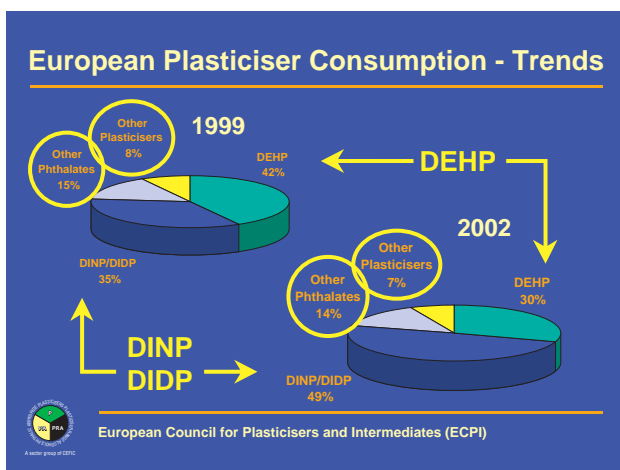 European Plasticiser Consumption - Trends
1999
Other
Plasticisers
8%
Other
Phthalates
15%
DEHP
42%
DINP/DIDP
35%
DEHP
2002
Other
Plasticisers
7%
Other
Phthalates
14%
DEHP
30%
DINP/DIDP
49%
DINP
DIDP
P
PRA
European Council for Plasticisers and Intermediates (ECPI)
A sector group of CEFIC